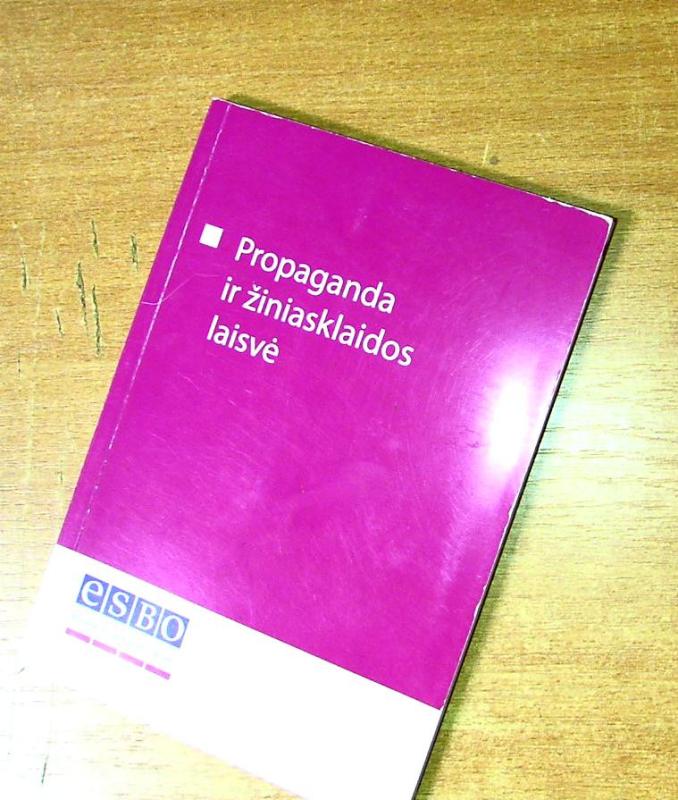 Propaganda
ir žiniasklaidos
laisvė
eSBO